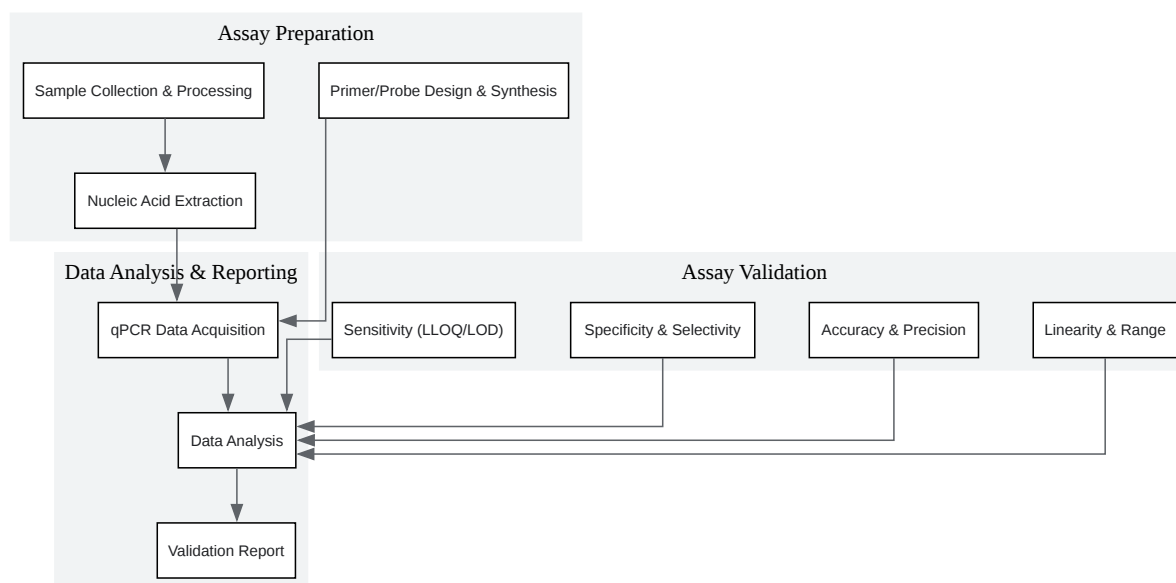 Assay Preparation
Sample Collection & Processing
Primer/Probe Design & Synthesis
Nucleic Acid Extraction
Data Analysis & Reporting
Assay Validation
qPCR Data Acquisition
Sensitivity (LLOQ/LOD)
Specificity & Selectivity
Accuracy & Precision
Linearity & Range
Data Analysis
Validation Report